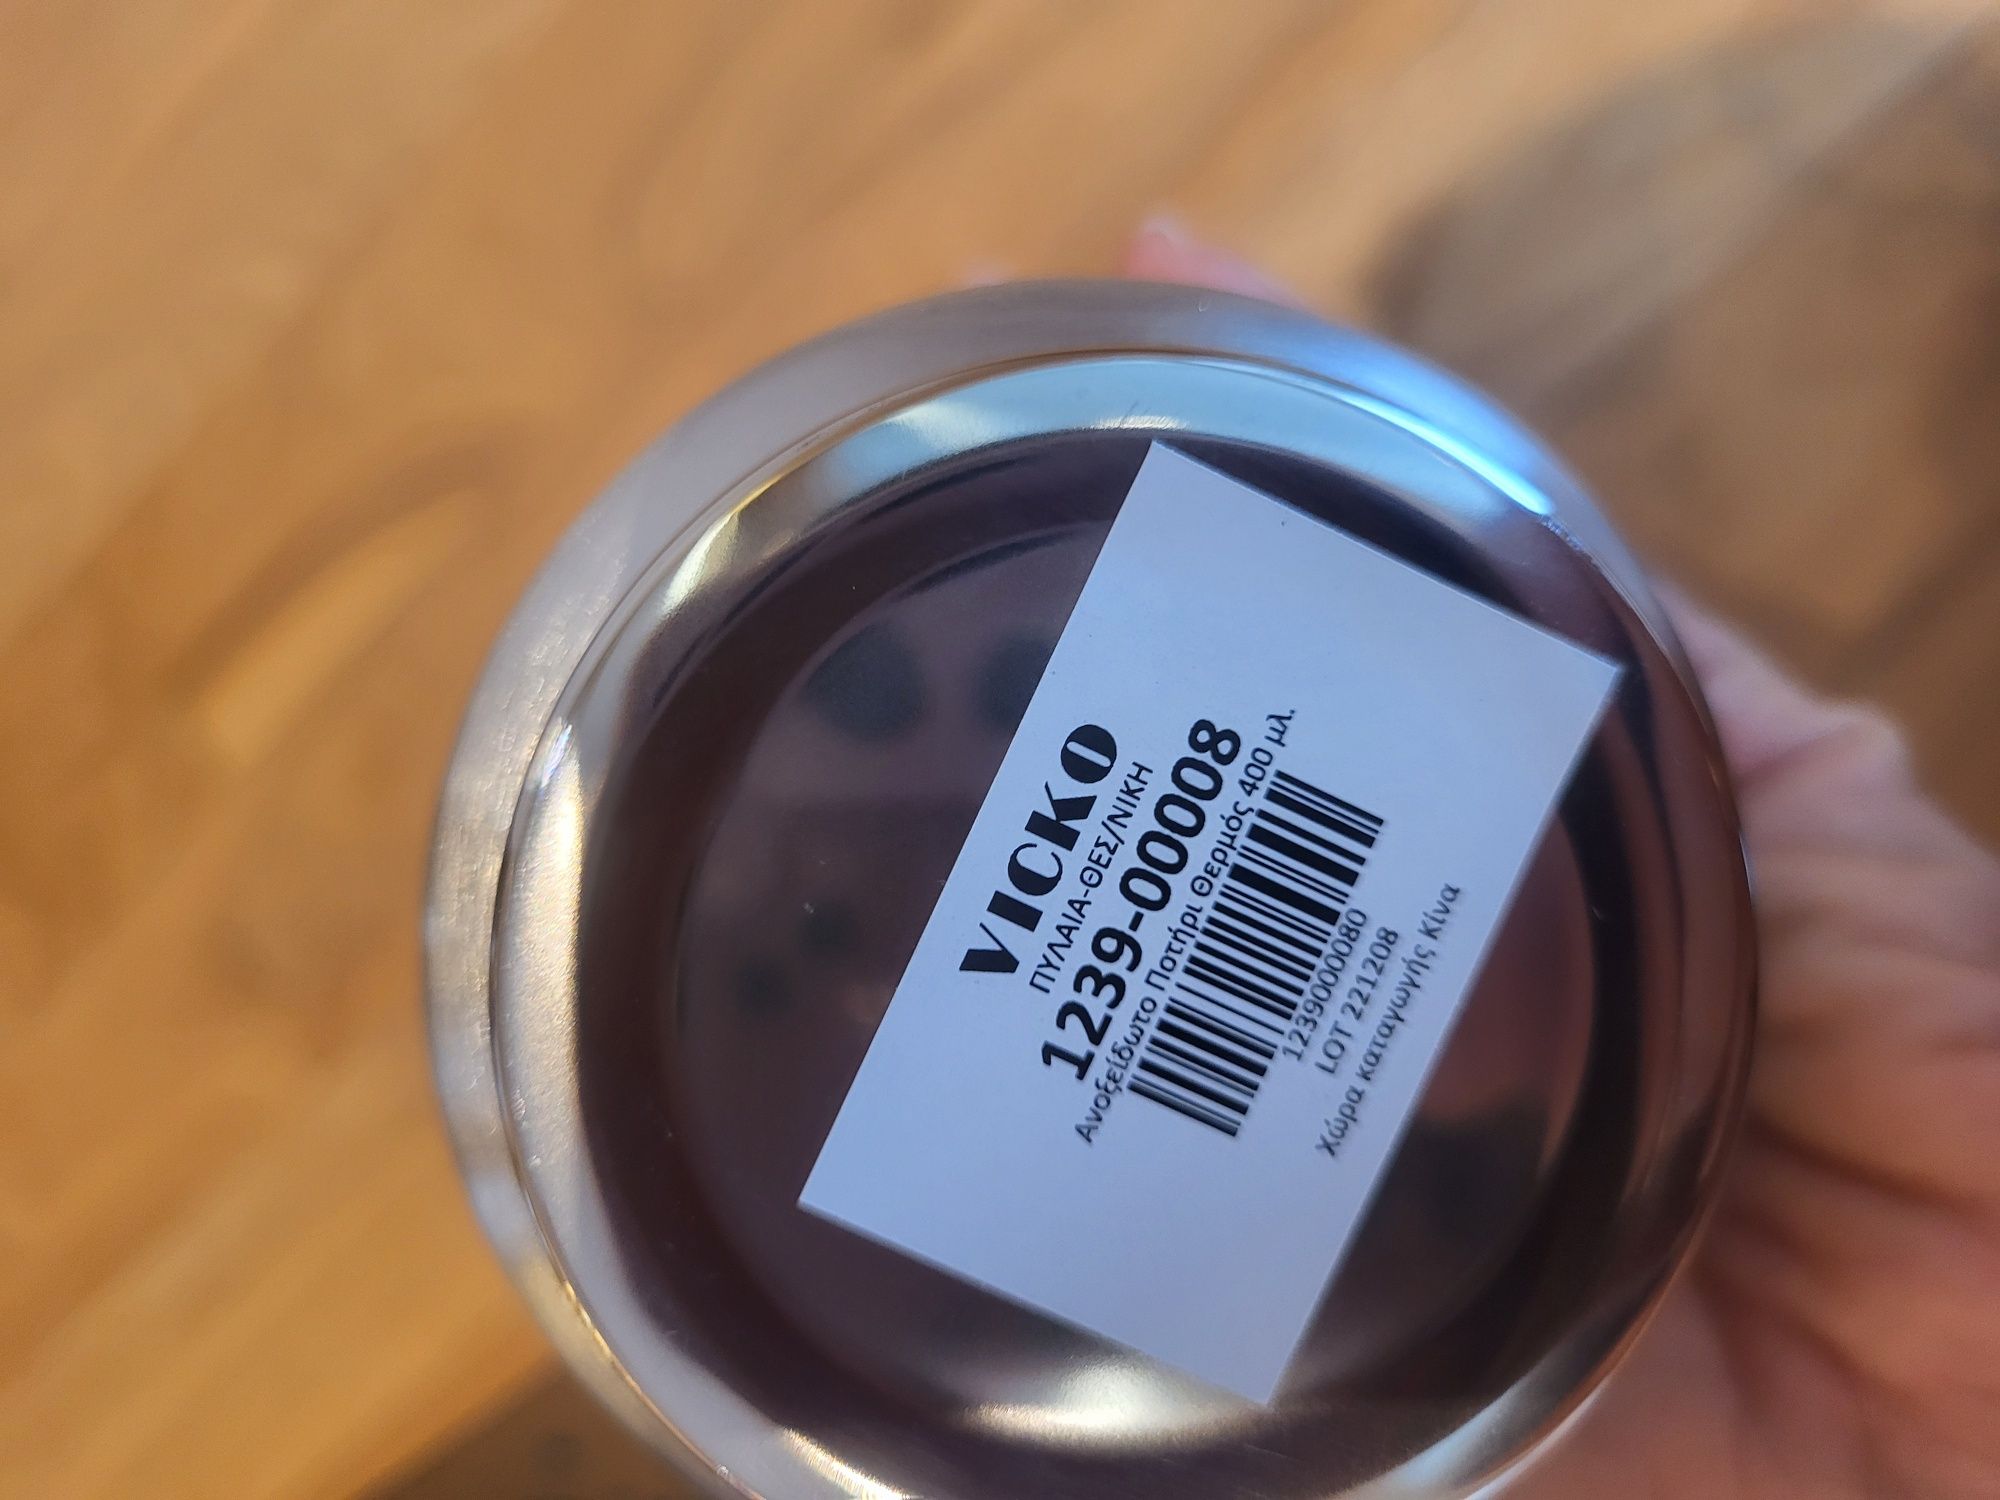 VICKO
ΠΥΛΑΙΑ-ΘΕΣ/ΝΙΚΗ
1239-00008
Ανοξείδωτο Ποτήρι Θερμός 400 μλ.
1239000080
LOT 221208
Χώρα καταγωγής Κίνα